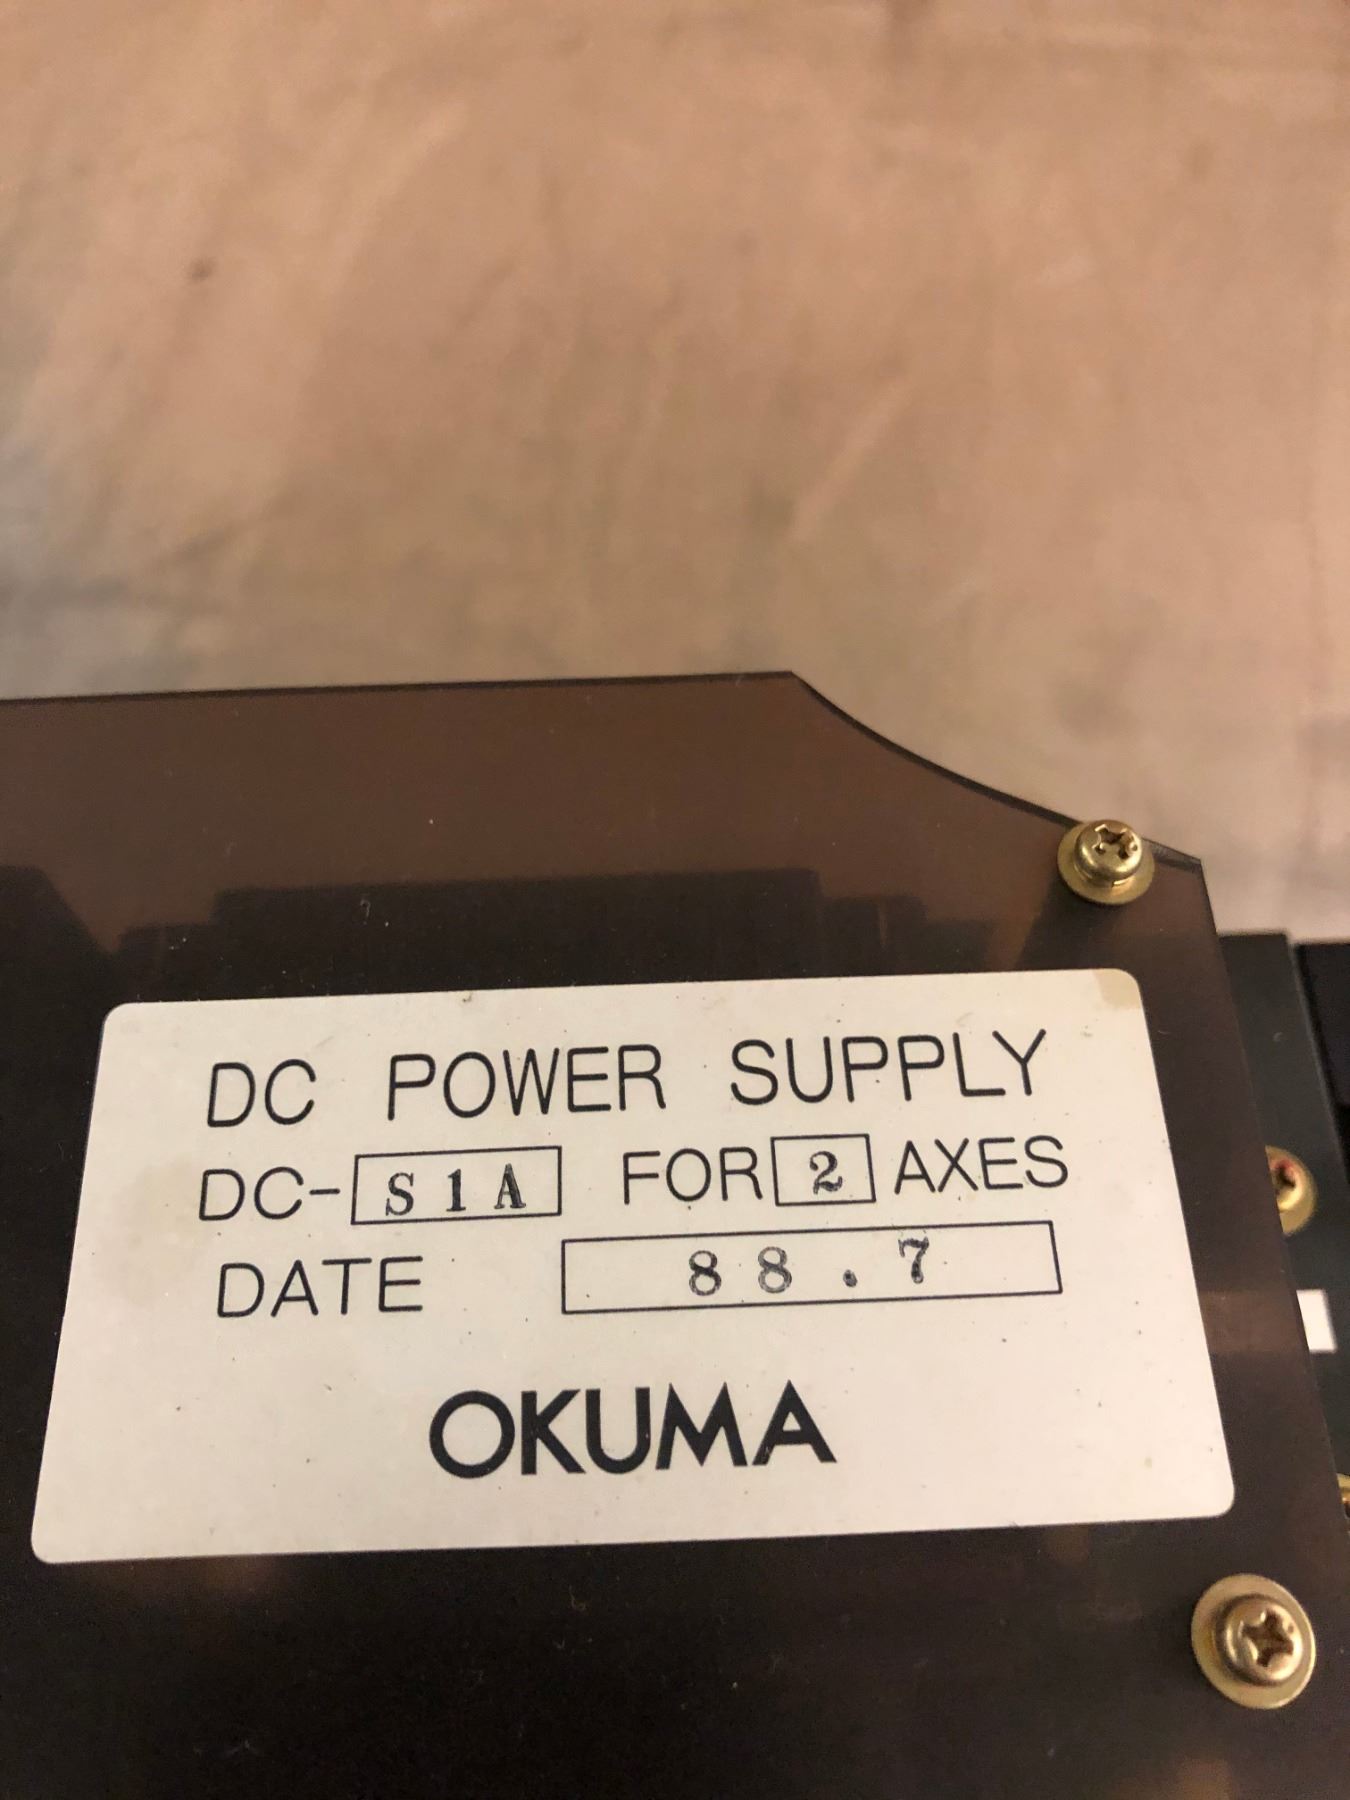 DC POWER SUPPLY
DC-S1A FOR 2 AXES
DATE 88.7
OKUMA